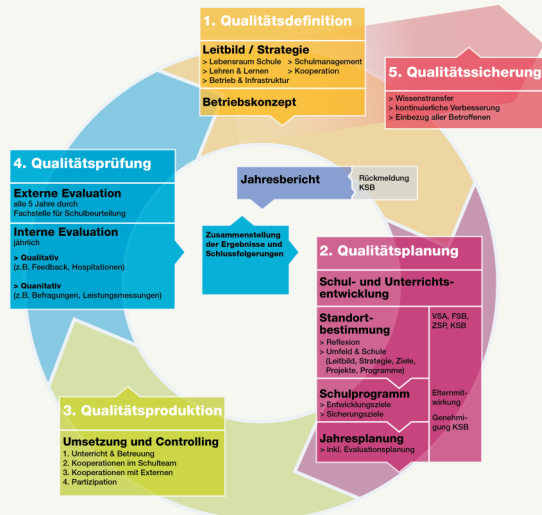 1. Qualitätsdefinition
Leitbild / Strategie
> Lebensraum Schule > Schulmanagement
> Lehren & Lernen > Kooperation
> Betrieb & Infrastruktur
Betriebskonzept
5. Qualitätssicherung
> Wissenstransfer
> kontinuierliche Verbesserung
> Einbezug aller Betroffenen
4. Qualitätsprüfung
Externe Evaluation
alle 5 Jahre durch
Fachstelle für Schulbeurteilung
Interne Evaluation
jährlich
> Qualitativ
(z.B. Feedback, Hospitationen)
> Quanitativ
(z.B. Befragungen, Leistungsmessungen)
Jahresbericht
Rückmeldung
KSB
Zusammenstellung
der Ergebnisse und
Schlussfolgerungen
2. Qualitätsplanung
Schul- und Unterrichts-
entwicklung
Standort-
bestimmung
> Reflexion
> Umfeld & Schule
(Leitbild, Strategie, Ziele,
Projekte, Programme)
VSA, FSB,
ZSP, KSB
Schulprogramm
> Entwicklungsziele
> Sicherungsziele
Elternmit-
wirkung
Genehmi-
gung KSB
Jahresplanung
> inkl. Evaluationsplanung
3. Qualitätsproduktion
Umsetzung und Controlling
1. Unterricht & Betreuung
2. Kooperationen im Schulteam
3. Kooperationen mit Externen
4. Partizipation